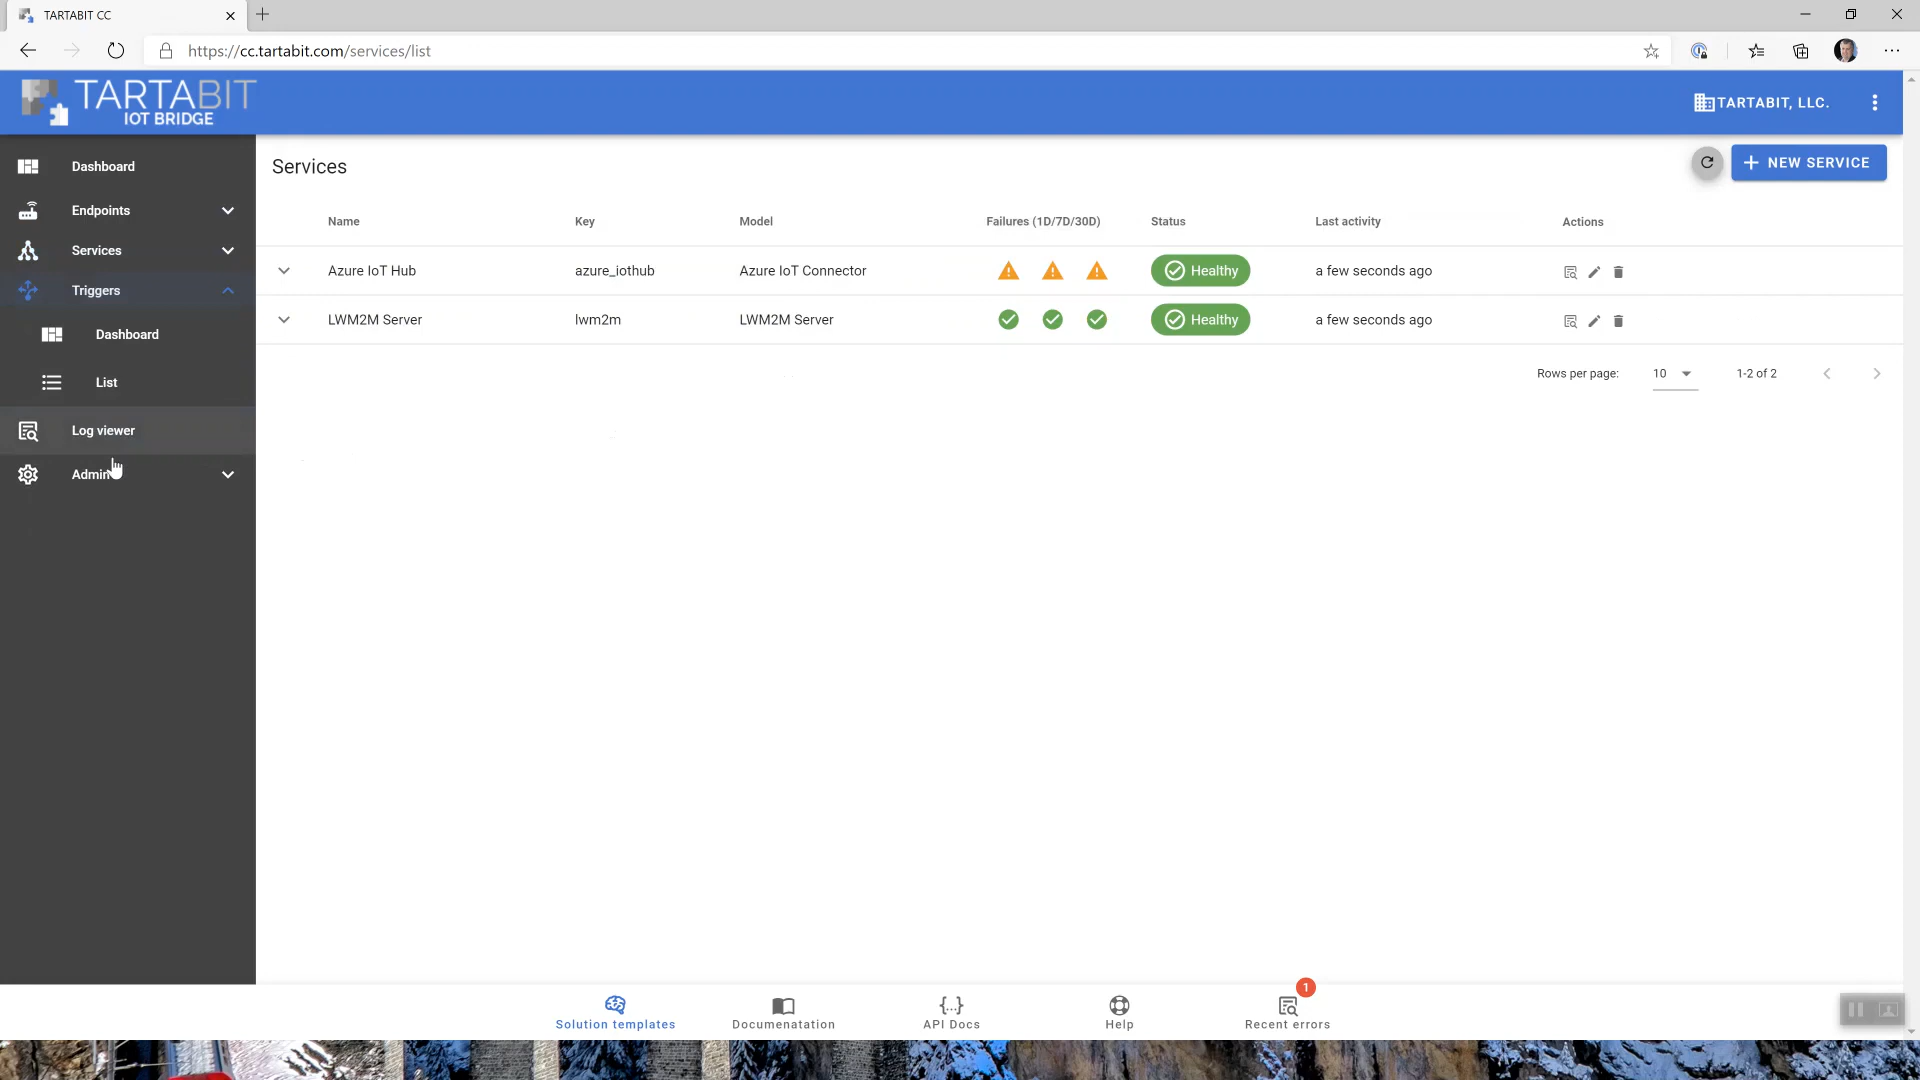 TARTABIT CC
https://cc.tartabit.com/services/list
TARTABIT
IOT BRIDGE
TARTABIT, LLC.
Dashboard
Endpoints
Services
Triggers
Dashboard
List
Log viewer
Admin
Services
NEW SERVICE
Name Key Model Failures (1D/7D/30D) Status Last activity Actions
Azure IoT Hub azure_iothub Azure IoT Connector Healthy a few seconds ago
LWM2M Server lwm2m LWM2M Server Healthy a few seconds ago
Rows per page: 10 1-2 of 2
1
Solution templates Documenatation {...} API Docs Help Recent errors